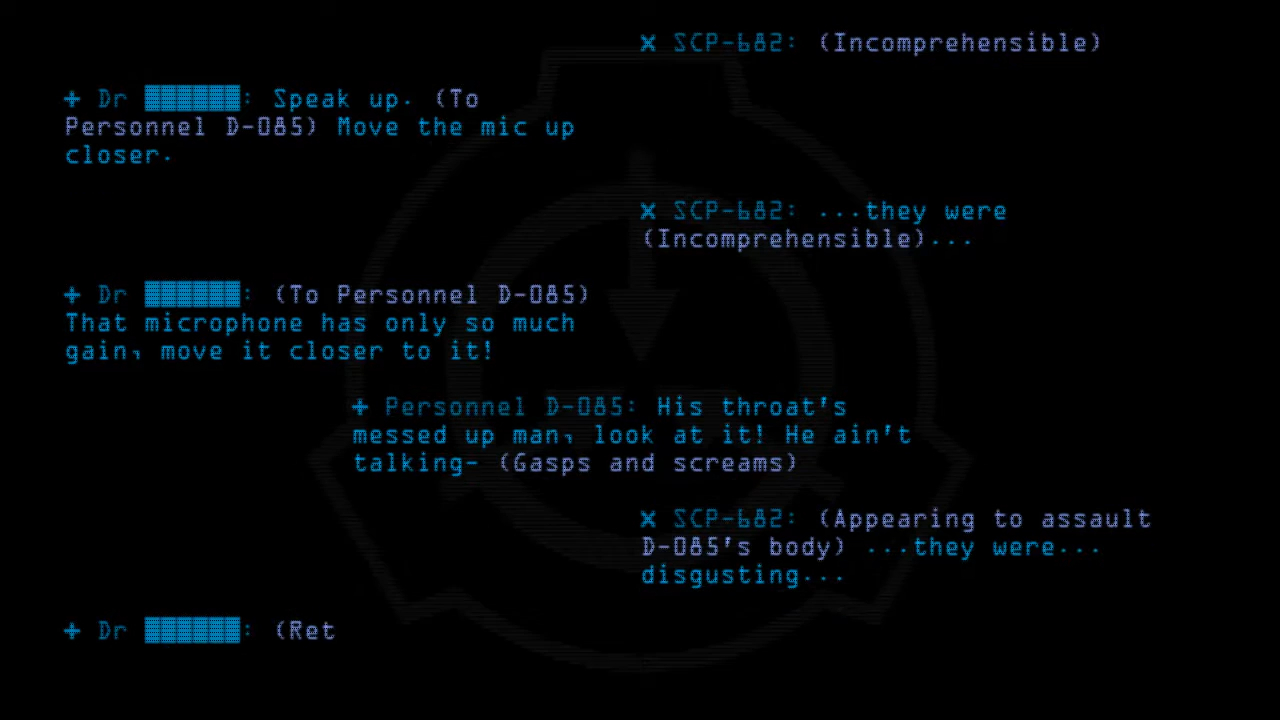 × SCP-682: (Incomprehensible)
+ Dr ▓▓▓▓▓▓: Speak up. (To
Personnel D-085) Move the mic up
closer.
× SCP-682: ...they were
(Incomprehensible)...
+ Dr ▓▓▓▓▓▓: (To Personnel D-085)
That microphone has only so much
gain, move it closer to it!
+ Personnel D-085: His throat's
messed up man, look at it! He ain't
talking- (Gasps and screams)
× SCP-682: (Appearing to assault
D-085's body) ...they were...
disgusting...
+ Dr ▓▓▓▓▓▓: (Ret